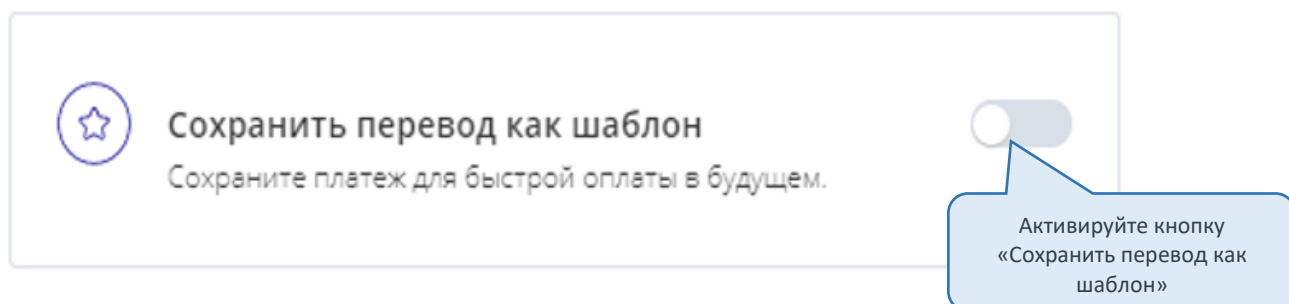 Сохранить перевод как шаблон
Сохраните платеж для быстрой оплаты в будущем.
Активируйте кнопку
«Сохранить перевод как
шаблон»